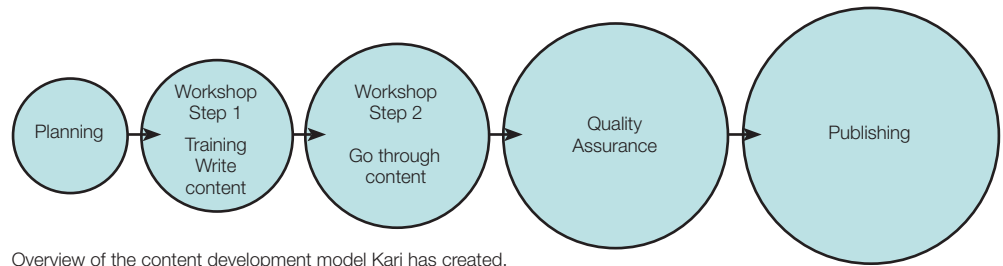 Planning
Workshop
Step 1
Training
Write
content
Workshop
Step 2
Go through
content
Quality
Assurance
Publishing
Overview of the content development model Kari has created.